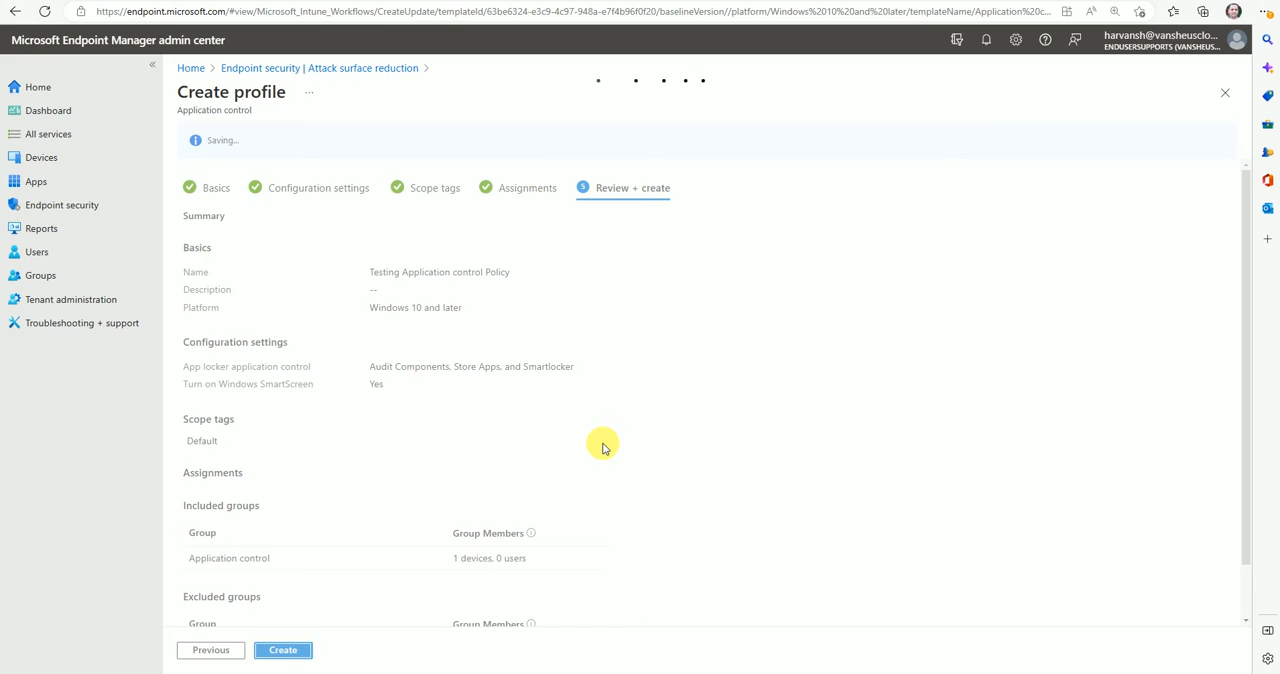 https://endpoint.microsoft.com/#view/Microsoft_Intune_Workflows/CreateUpdate/templateId/63be6324-e3c9-4c97-948a-e7f4b96f0f20/baselineVersion//platform/Windows%2010%20and%20later/templateName/Application%20c...
Microsoft Endpoint Manager admin center
harvansh@vansheusclo...
ENDUSERSUPPORTS (VANSHEUS...
Home
Dashboard
All services
Devices
Apps
Endpoint security
Reports
Users
Groups
Tenant administration
Troubleshooting + support
Home > Endpoint security | Attack surface reduction >
Create profile ...
Application control
Saving...
Basics
Configuration settings
Scope tags
Assignments
5 Review + create
Summary
Basics
Name Testing Application control Policy
Description --
Platform Windows 10 and later
Configuration settings
App locker application control Audit Components, Store Apps, and Smartlocker
Turn on Windows SmartScreen Yes
Scope tags
Default
Assignments
Included groups
Group Group Members
Application control 1 devices, 0 users
Excluded groups
Group Group Members
Previous
Create